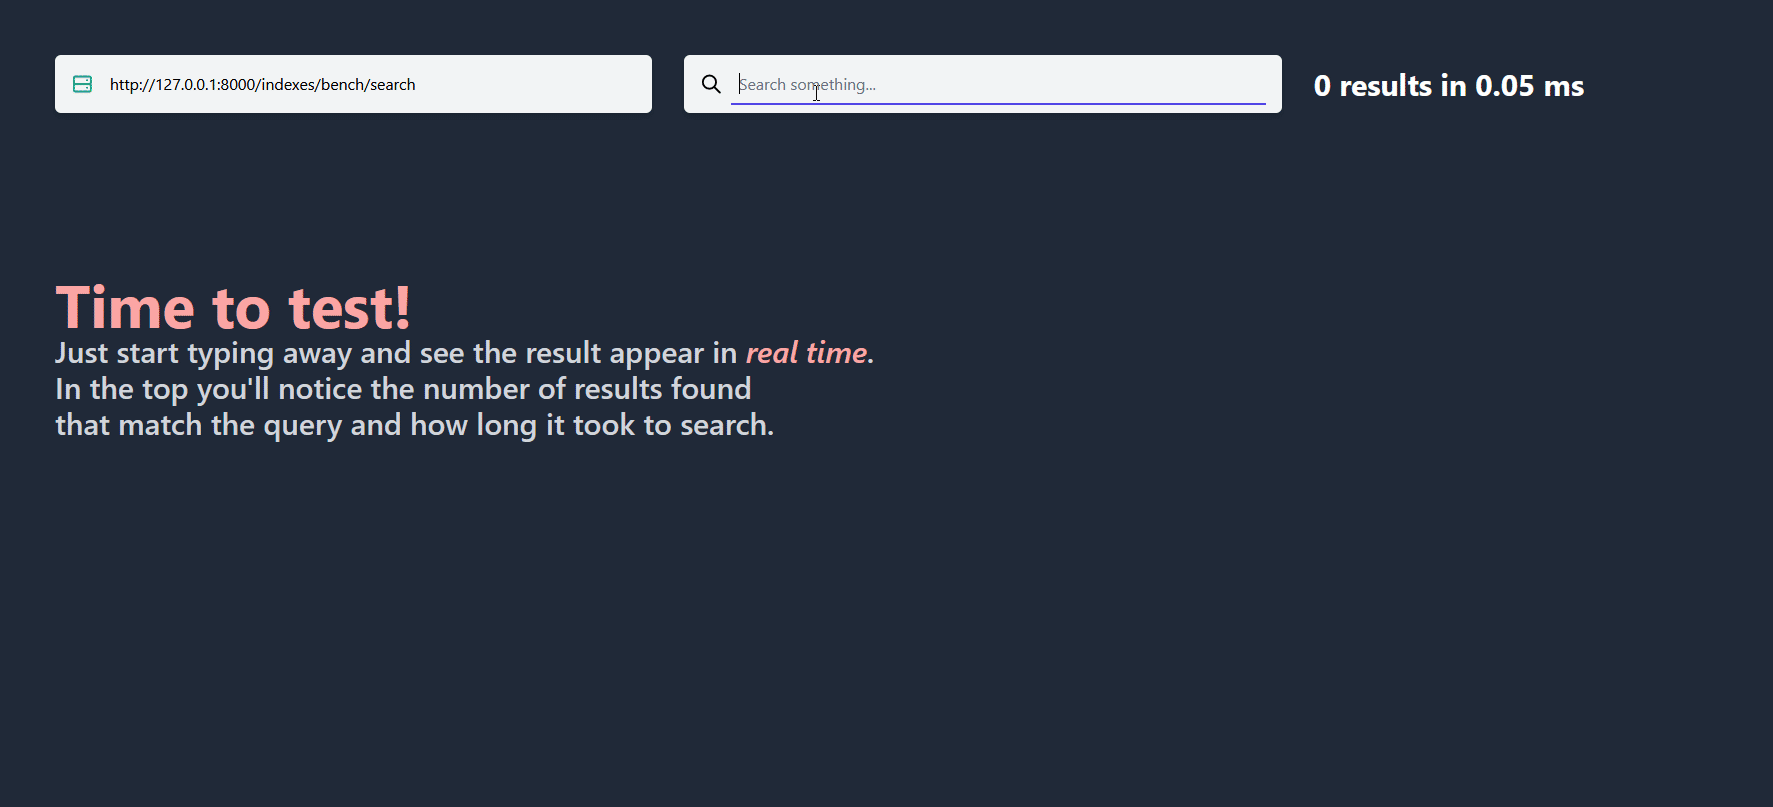 http://127.0.0.1:8000/indexes/bench/search
Search something...
0 results in 0.05 ms
Time to test!
Just start typing away and see the result appear in real time.
In the top you'll notice the number of results found
that match the query and how long it took to search.